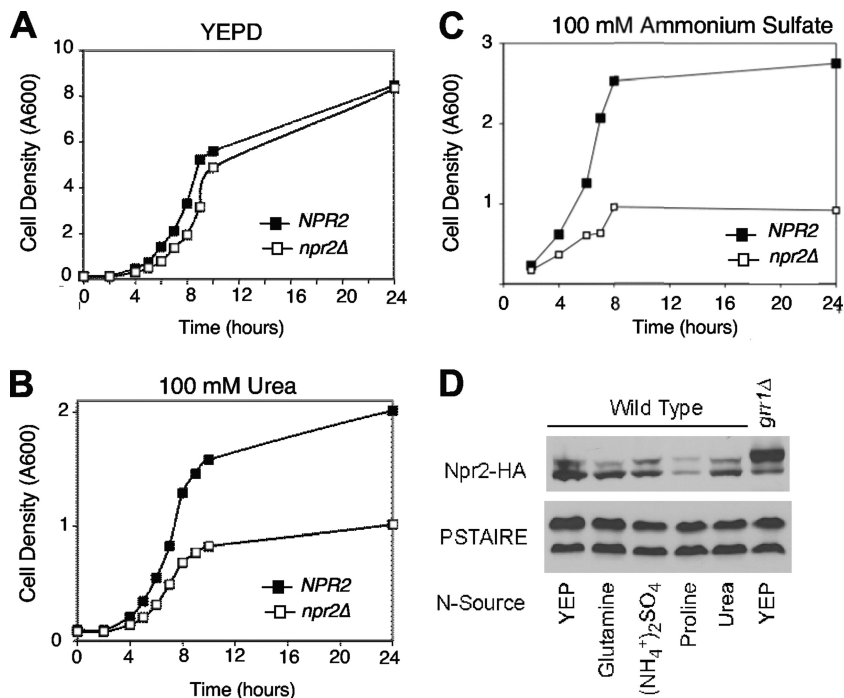 A
YEPD
Cell Density (A600)
10
8
6
4
2
0
NPR2
npr2Δ
0 4 8 12 16 20 24
Time (hours)
B
100 mM Urea
Cell Density (A600)
2
1
0
NPR2
npr2Δ
0 4 8 12 16 20 24
Time (hours)
C
100 mM Ammonium Sulfate
Cell Density (A600)
3
2
1
NPR2
npr2Δ
0 4 8 12 16 20 24
Time (hours)
D
Wild Type
grr1Δ
Npr2-HA
PSTAIRE
N-Source
YEP
Glutamine
(NH4+)2SO4
Proline
Urea
YEP